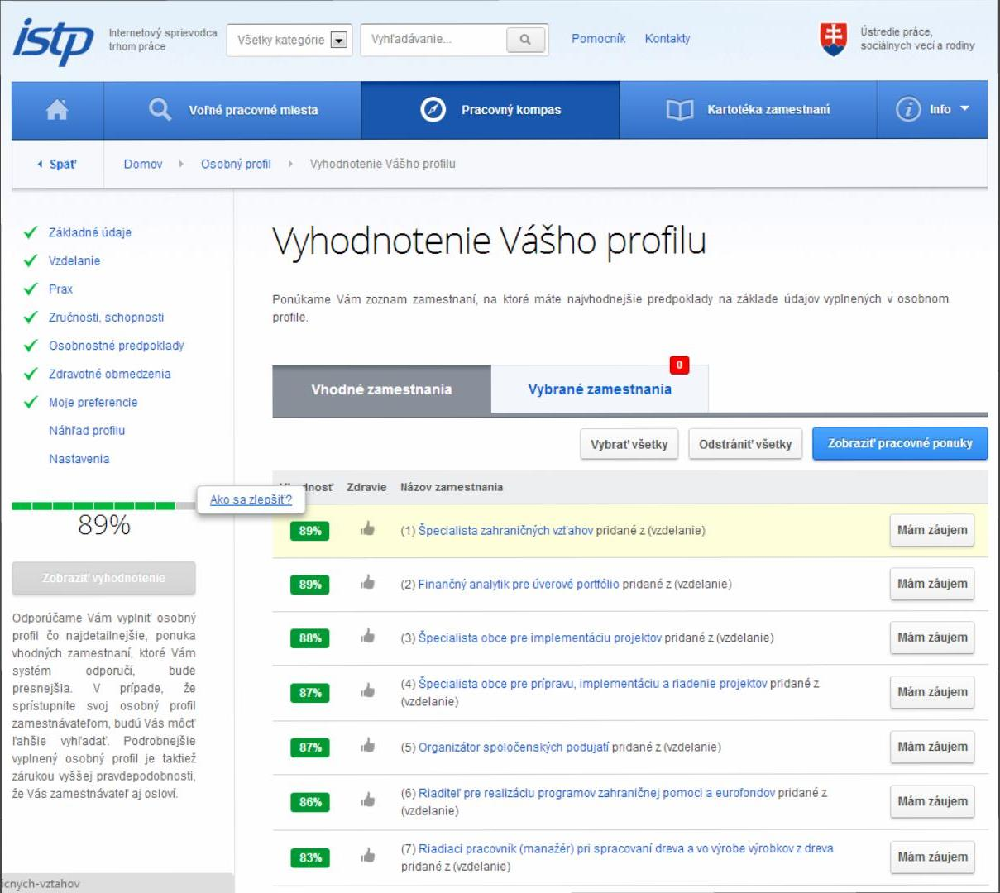 istp
Internetový sprievodca
trhom práce
Všetky kategórie
Vyhľadávanie...
Pomocník
Kontakty
Ústredie práce,
sociálnych vecí a rodiny
Voľné pracovné miesta
Pracovný kompas
Kartotéka zamestnaní
i
Info
Späť
Domov
Osobný profil
Vyhodnotenie Vášho profilu
Základné údaje
Vzdelanie
Prax
Zručnosti, schopnosti
Osobnostné predpoklady
Zdravotné obmedzenia
Moje preferencie
Náhľad profilu
Nastavenia
89%
Ako sa zlepšiť?
Zobraziť vyhodnotenie
Odporúčame Vám vyplniť osobný
profil čo najdetailnejšie, ponuka
vhodných zamestnaní, ktoré Vám
systém odporučí, bude
presnejšia. V prípade, že
sprístupnite svoj osobný profil
zamestnávateľom, budú Vás môcť
ľahšie vyhľadať. Podrobnejšie
vyplnený osobný profil je taktiež
zárukou vyššej pravdepodobnosti,
že Vás zamestnávateľ aj osloví.
icnych-vztahov
Vyhodnotenie Vášho profilu
Ponúkame Vám zoznam zamestnaní, na ktoré máte najvhodnejšie predpoklady na základe údajov vyplnených v osobnom
profile.
Vhodné zamestnania
Vybrané zamestnania
0
Vybrať všetky
Odstrániť všetky
Zobraziť pracovné ponuky
Zdravie Názov zamestnania
89% (1) Špecialista zahraničných vzťahov pridané z (vzdelanie) Mám záujem
89% (2) Finančný analytik pre úverové portfólio pridané z (vzdelanie) Mám záujem
88% (3) Špecialista obce pre implementáciu projektov pridané z (vzdelanie) Mám záujem
87% (4) Špecialista obce pre prípravu, implementáciu a riadenie projektov pridané z Mám záujem
(vzdelanie)
87% (5) Organizátor spoločenských podujatí pridané z (vzdelanie) Mám záujem
86% (6) Riaditeľ pre realizáciu programov zahraničnej pomoci a eurofondov pridané z Mám záujem
(vzdelanie)
83% (7) Riadiaci pracovník (manažér) pri spracovaní dreva a vo výrobe výrobkov z dreva Mám záujem
pridané z (vzdelanie)